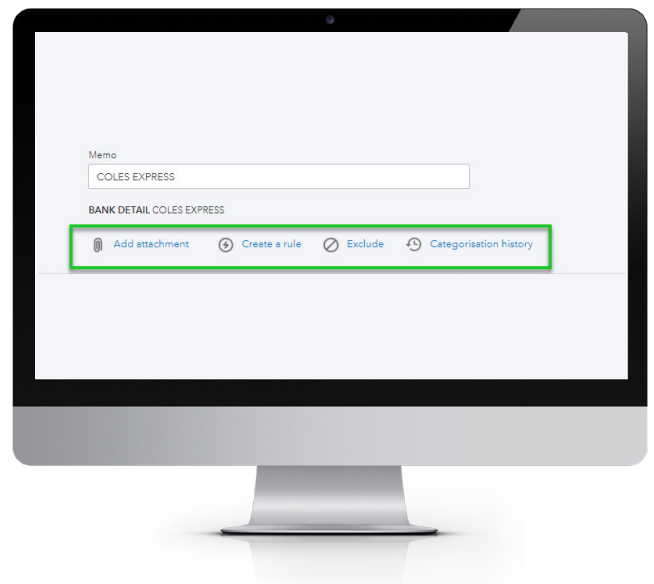 Memo
COLES EXPRESS
BANK DETAIL COLES EXPRESS
Add attachment Create a rule Exclude Categorisation history